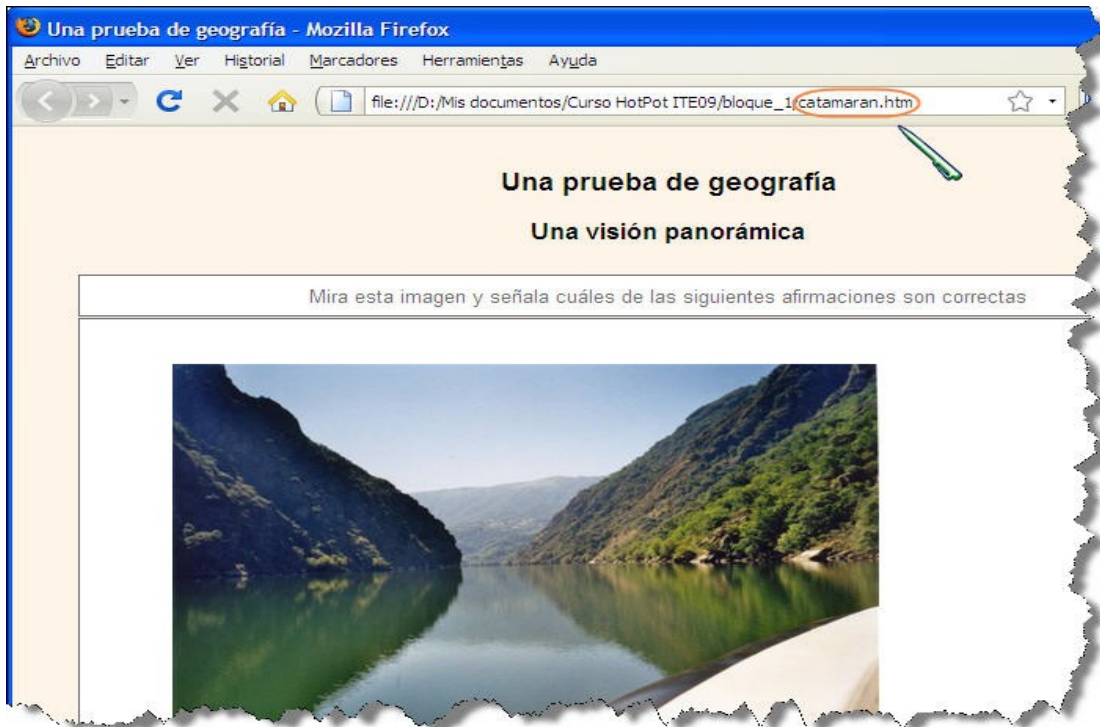 Una prueba de geografía - Mozilla Firefox
Archivo Editar Ver Historial Marcadores Herramientas Ayuda
file:///D:/Mis documentos/Curso HotPot ITE09/bloque_1/catamaran.htm
Una prueba de geografía
Una visión panorámica
Mira esta imagen y señala cuáles de las siguientes afirmaciones son correctas